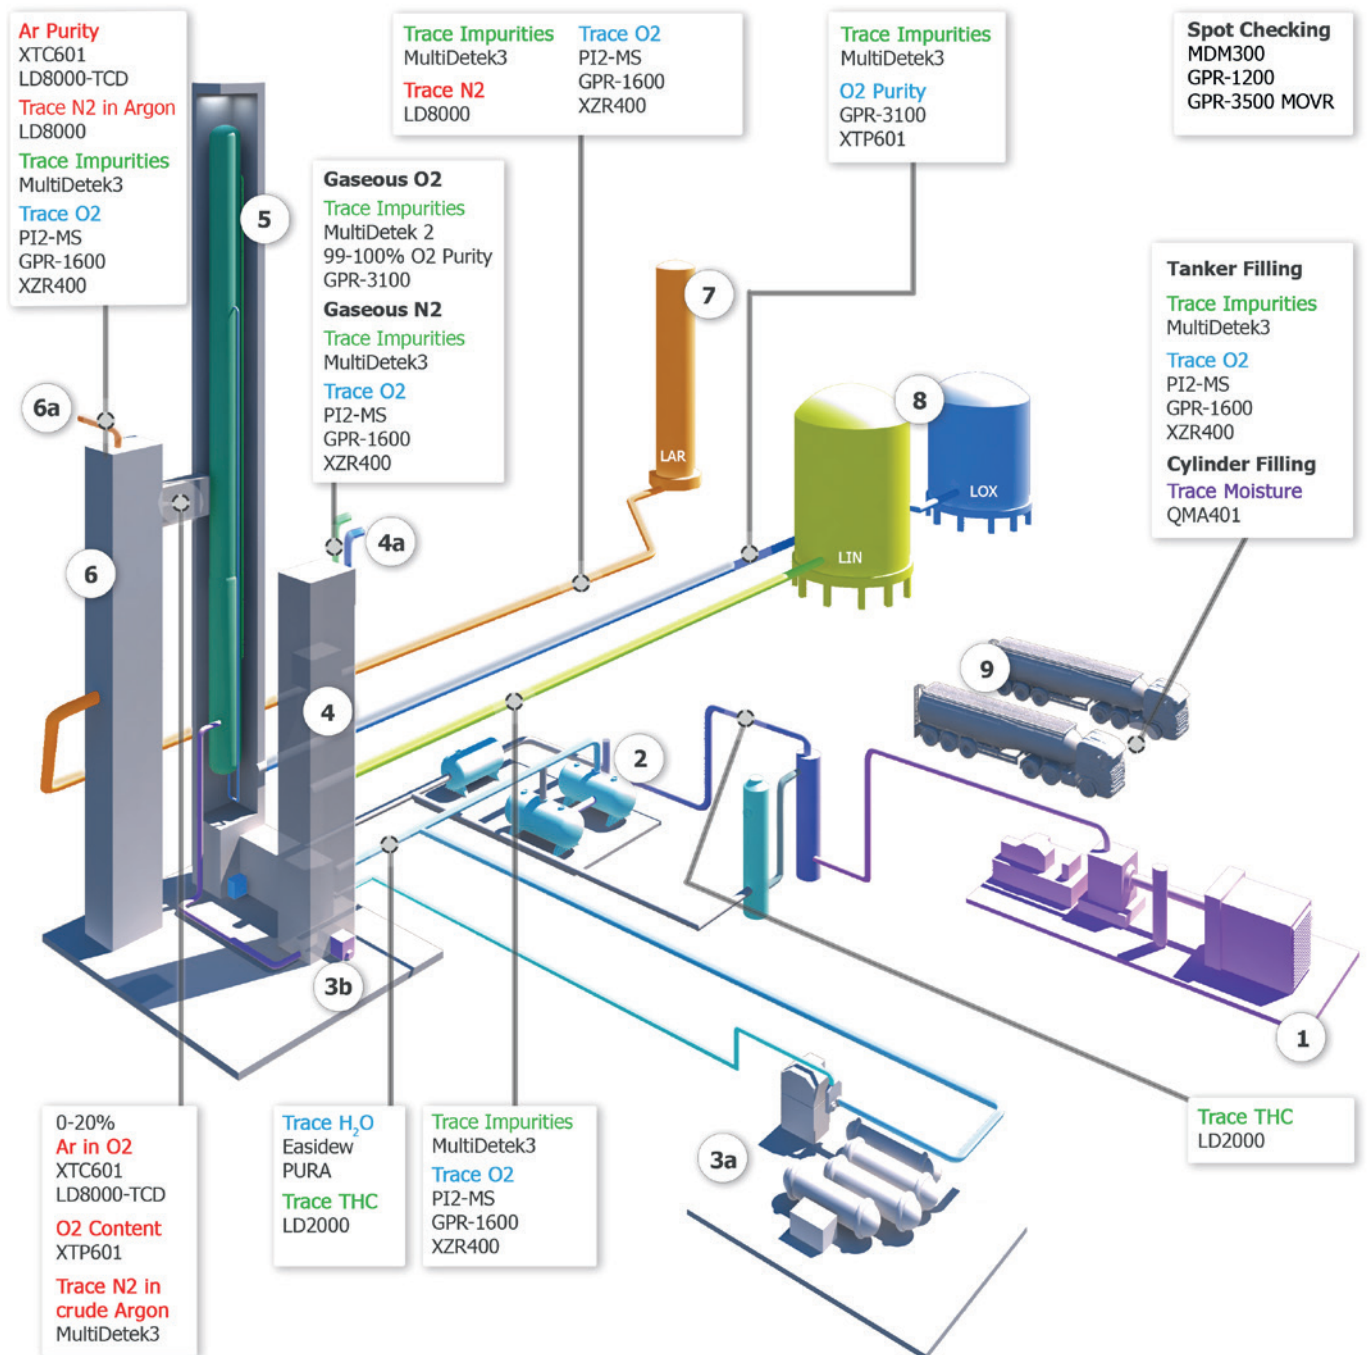 Ar Purity
XTC601
LD8000-TCD
Trace N2 in Argon
LD8000
Trace Impurities
MultiDetek3
Trace O2
PI2-MS
GPR-1600
XZR400
Trace Impurities
MultiDetek3
Trace N2
LD8000
Trace O2
PI2-MS
GPR-1600
XZR400
Trace Impurities
MultiDetek3
O2 Purity
GPR-3100
XTP601
Spot Checking
MDM300
GPR-1200
GPR-3500 MOVR
Gaseous O2
Trace Impurities
MultiDetek 2
99-100% O2 Purity
GPR-3100
Gaseous N2
Trace Impurities
MultiDetek3
Trace O2
PI2-MS
GPR-1600
XZR400
Tanker Filling
Trace Impurities
MultiDetek3
Trace O2
PI2-MS
GPR-1600
XZR400
Cylinder Filling
Trace Moisture
QMA401
5
7
6a
8
LAR
LOX
4a
LIN
6
9
4
2
3b
1
3a
0-20%
Ar in O2
XTC601
LD8000-TCD
O2 Content
XTP601
Trace N2 in
crude Argon
MultiDetek3
Trace H₂O
Easidew
PURA
Trace THC
LD2000
Trace Impurities
MultiDetek3
Trace O2
PI2-MS
GPR-1600
XZR400
Trace THC
LD2000